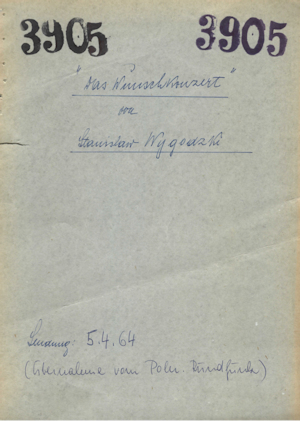 3905 3905
"Das Wunschkonzert"
von
Stanisław Wygodzki
Sendung: 5.4.64
(Übernahme vom Poln. Rundfunk)